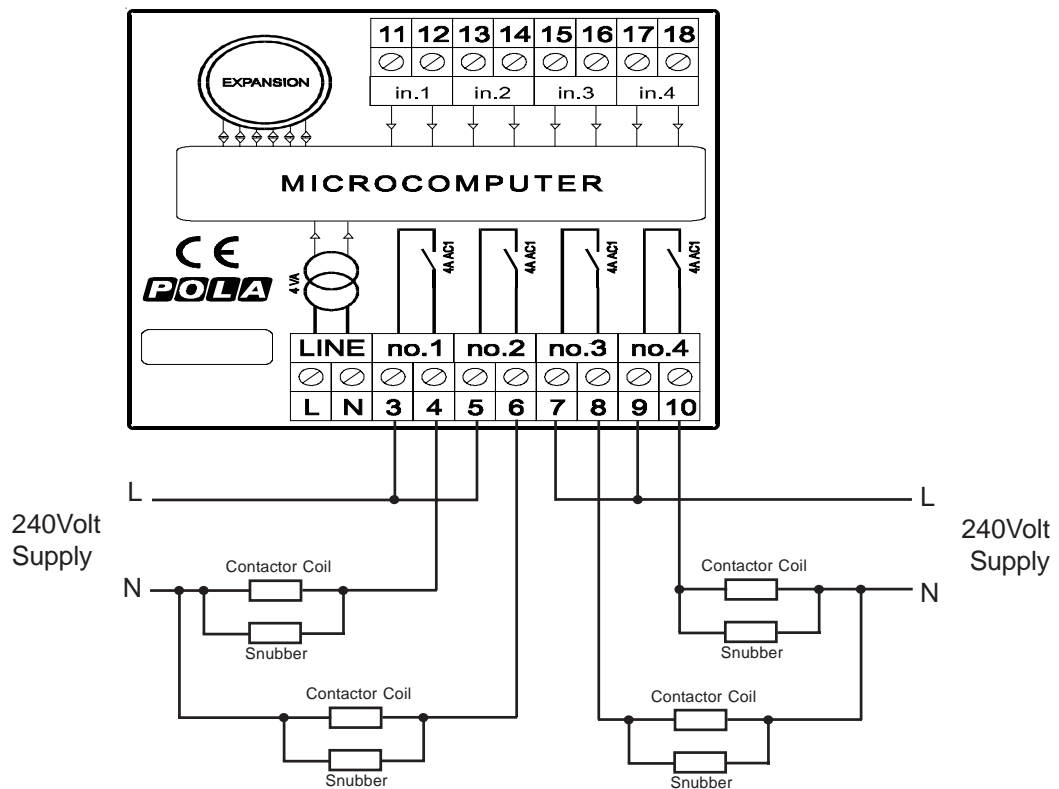 11 12 13 14 15 16 17 18
EXPANSION
in.1 in.2 in.3 in.4
MICROCOMPUTER
CE
POLA
4 VA
4A AC1 4A AC1 4A AC1 4A AC1
LINE no.1 no.2 no.3 no.4
L N 3 4 5 6 7 8 9 10
L
L
240Volt
Supply
240Volt
Supply
N
Contactor Coil
Snubber
Contactor Coil
N
Snubber
Contactor Coil
Snubber
Contactor Coil
Snubber